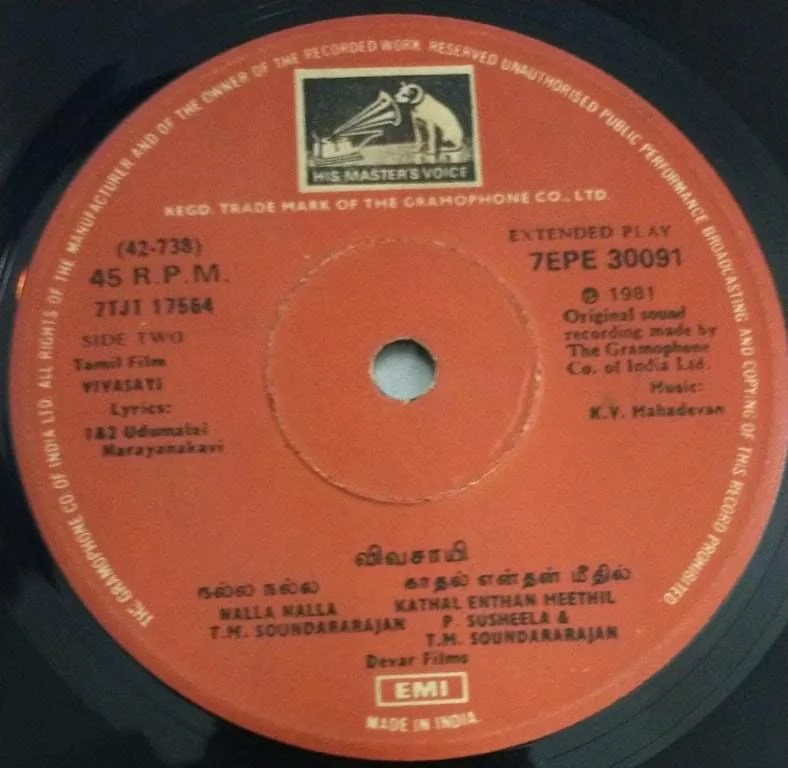 THE GRAMOPHONE CO OF INDIA LTD. ALL RIGHTS OF THE MANUFACTURER AND OF THE OWNER OF THE RECORDED WORK RESERVED UNAUTHORISED PUBLIC PERFORMANCE BROADCASTING AND COPYING OF THIS RECORD PROHIBITED
HIS MASTER'S VOICE
REGD. TRADE MARK OF THE GRAMOPHONE CO., LTD.
(42-738)
45 R.P.M.
7TJT 17564
SIDE TWO
Tamil Film
VIVASAYI
Lyrics:
1&2 Udumalai
Narayanakavi
EXTENDED PLAY
7EPE 30091
℗ 1981
Original sound
recording made by
The Gramophone
Co. of India Ltd.
Music:
K.V. Mahadevan
விவசாயி
நல்ல நல்ல
NALLA NALLA
T.M. SOUNDARARAJAN
காதல் என்தன் மீதில்
KATHAL ENTHAN MEETHIL
P. SUSHEELA &
T.M. SOUNDARARAJAN
Devar Films
EMI
MADE IN INDIA.